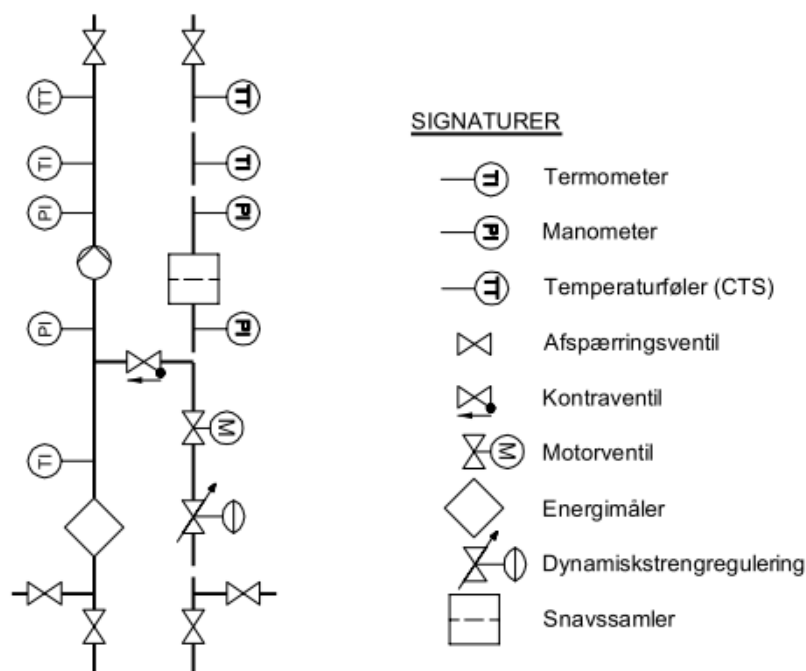 TT
TT
TI
TI
PI
PI
PI
PI
M
TI
SIGNATURER
TI Termometer
PI Manometer
TT Temperaturføler (CTS)
Afspærringsventil
Kontraventil
M Motorventil
Energimåler
Dynamiskstrengregulering
Snavssamler